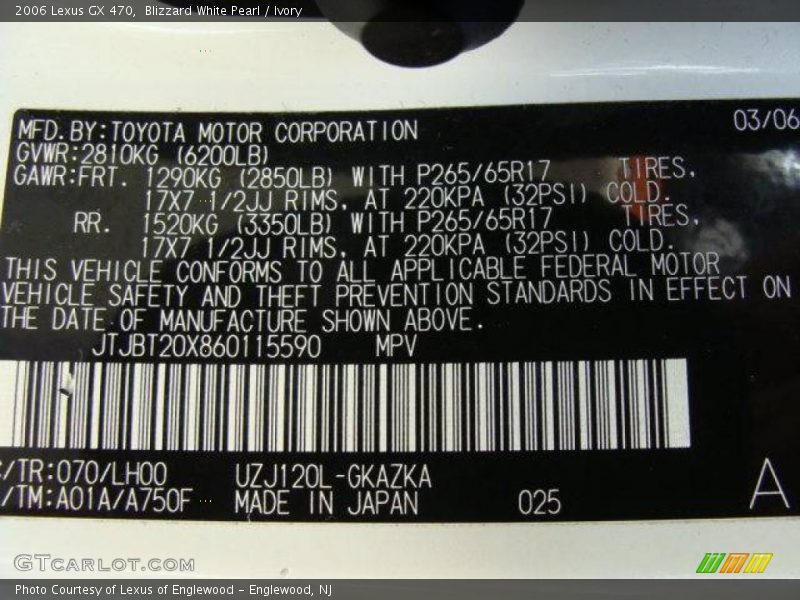 2006 Lexus GX 470, Blizzard White Pearl / Ivory
MFD. BY: TOYOTA MOTOR CORPORATION 03/06
GVWR: 2810KG (6200LB)
GAWR: FRT. 1290KG (2850LB) WITH P265/65R17 TIRES,
17X7 1/2JJ RIMS, AT 220KPA (32PSI) COLD.
RR. 1520KG (3350LB) WITH P265/65R17 TIRES,
17X7 1/2JJ RIMS, AT 220KPA (32PSI) COLD.
THIS VEHICLE CONFORMS TO ALL APPLICABLE FEDERAL MOTOR
VEHICLE SAFETY AND THEFT PREVENTION STANDARDS IN EFFECT ON
THE DATE OF MANUFACTURE SHOWN ABOVE.
JTJBT20X860115590 MPV
/TR: 070/LH00 UZJ120L-GKAZKA
/TM: A01A/A750F MADE IN JAPAN 025 A
GTCARLOT.COM
Photo Courtesy of Lexus of Englewood – Englewood, NJ